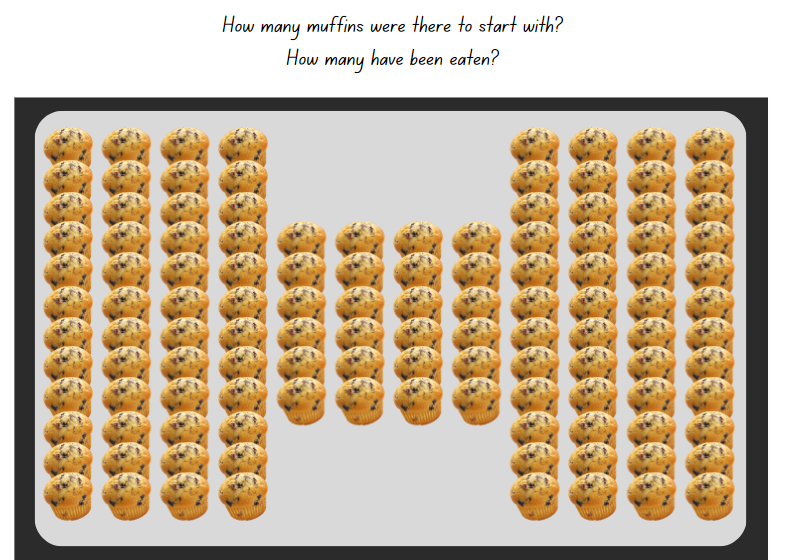 How many muffins were there to start with?
How many have been eaten?